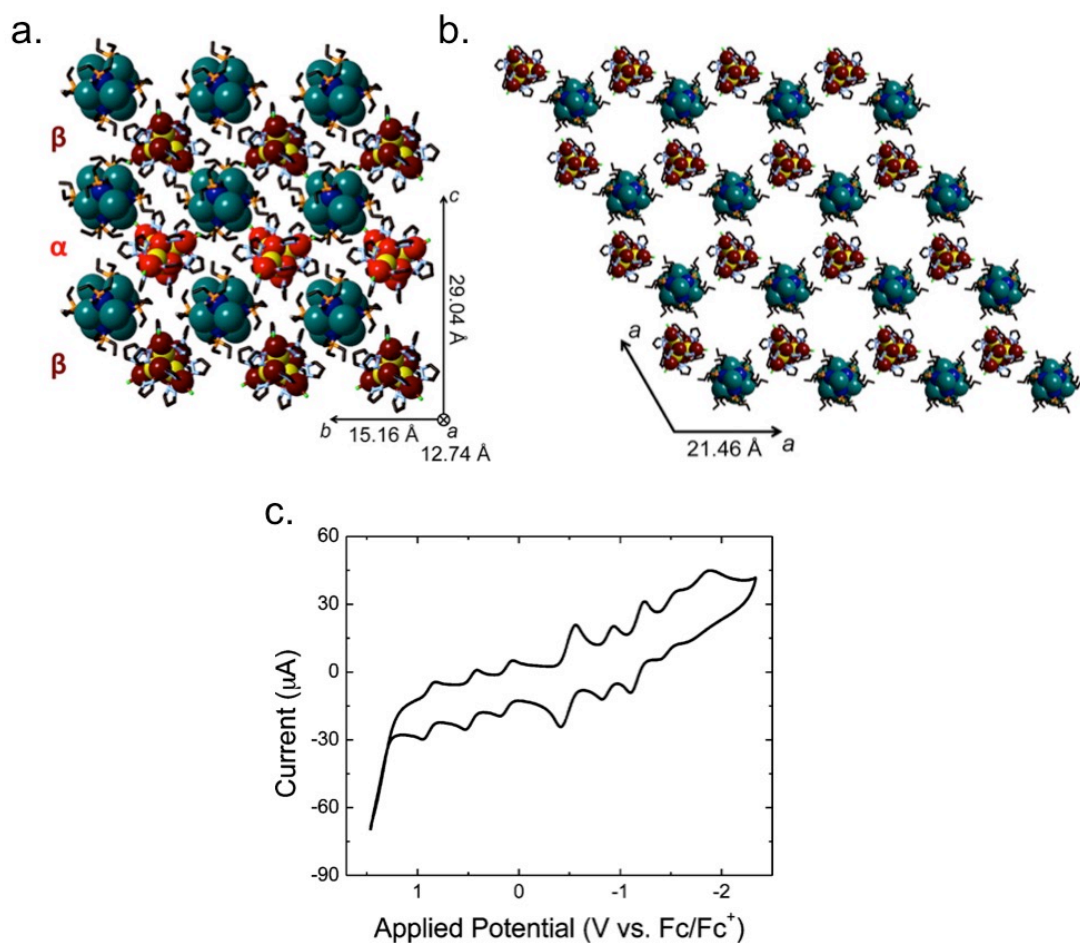 a.
b.
β
α
β
c
29.04 Å
b
15.16 Å
a
12.74 Å
a
21.46 Å
a
c.
60
30
0
-30
-60
-90
Current (μA)
1
0
-1
-2
Applied Potential (V vs. Fc/Fc⁺)